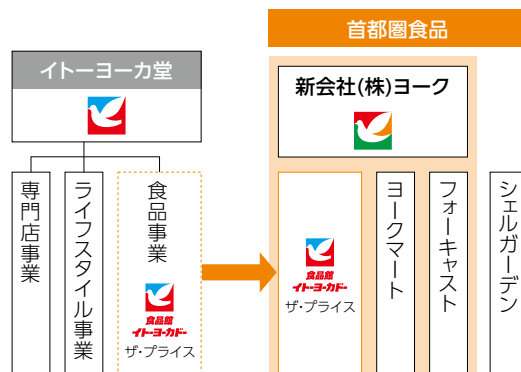 首都圏食品
イトーヨーカ堂
新会社(株)ヨーク
専門店事業
ライフスタイル事業
食品事業
食品館
イトーヨーカドー
ザ・プライス
食品館
イトーヨーカドー
ザ・プライス
ヨークマート
フォーキャスト
シェルガーデン